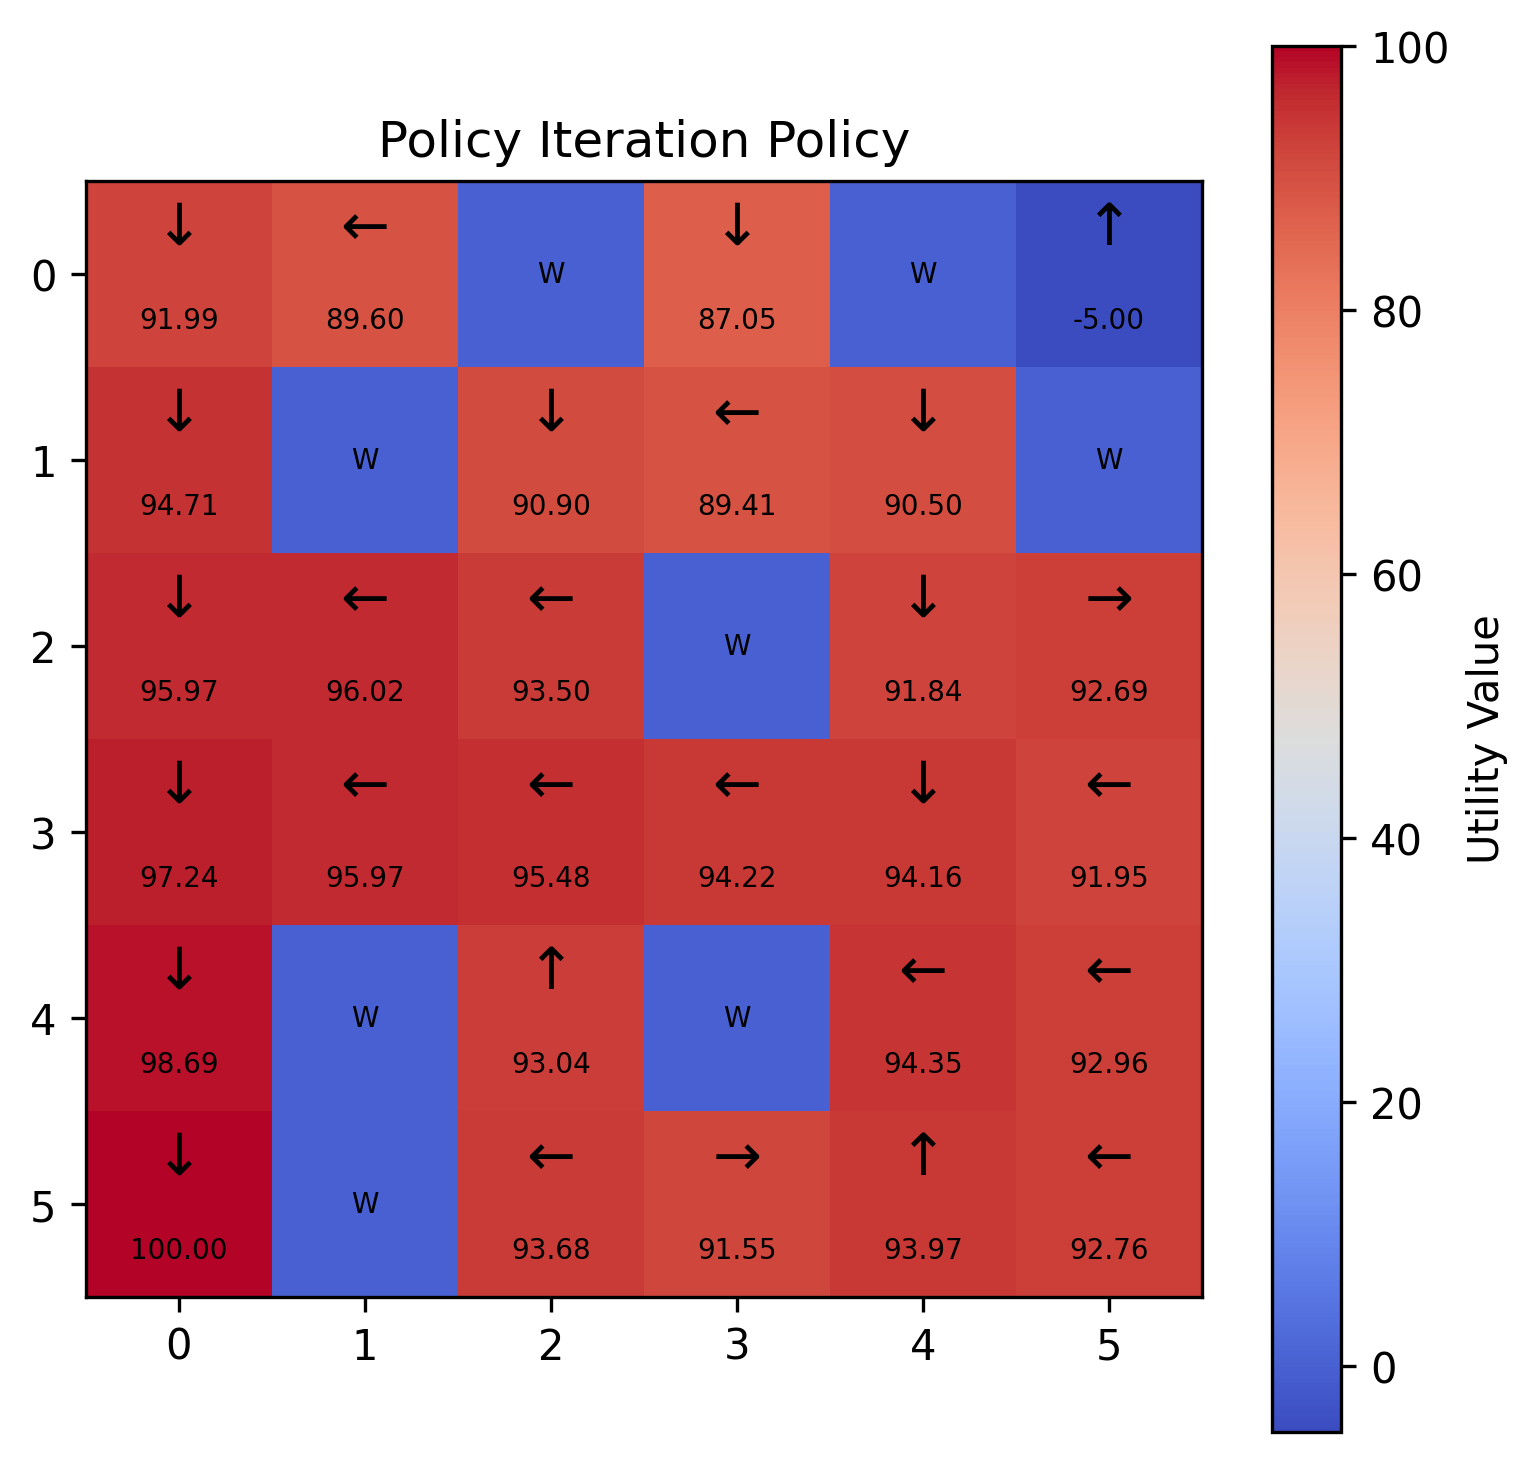 Policy Iteration Policy
↓ ← W ↓ W ↑
0
91.99 89.60 87.05 -5.00
↓ W ↓ ← ↓ W
1
94.71 90.90 89.41 90.50
↓ ← ← W ↓ →
2
95.97 96.02 93.50 91.84 92.69
↓ ← ← ← ↓ ←
3
97.24 95.97 95.48 94.22 94.16 91.95
↓ W ↑ W ← ←
4
98.69 93.04 94.35 92.96
↓ W ← → ↑ ←
5
100.00 93.68 91.55 93.97 92.76
0 1 2 3 4 5
100
80
60
40
20
0
Utility Value